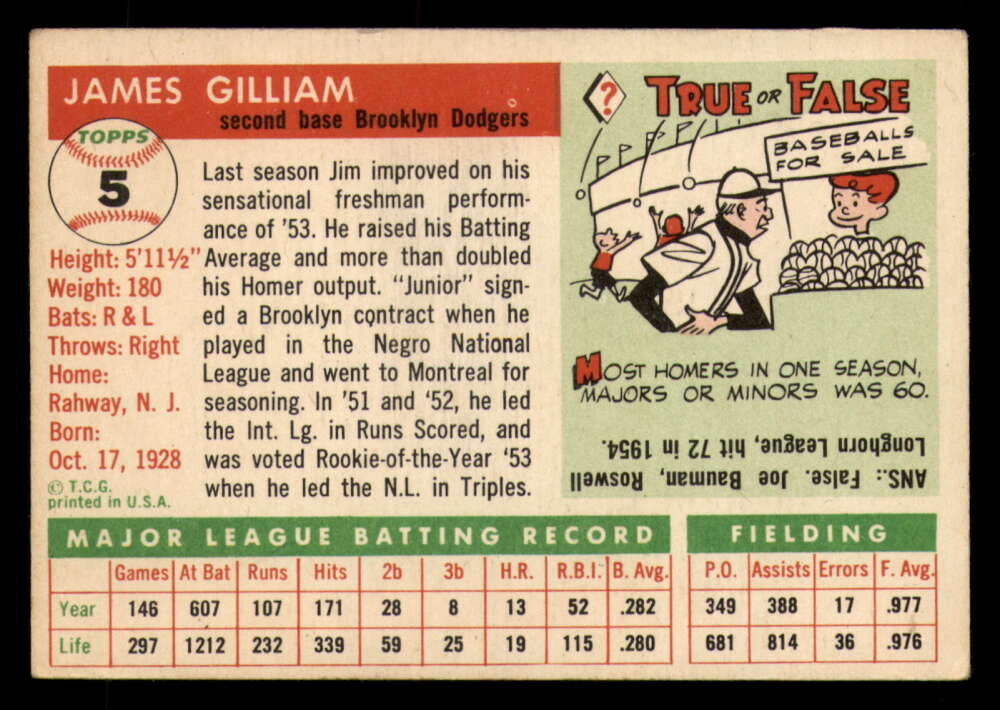 JAMES GILLIAM
second base Brooklyn Dodgers
TOPPS
5
Height: 5'11½"
Weight: 180
Bats: R & L
Throws: Right
Home:
Rahway, N. J.
Born:
Oct. 17, 1928
© T.C.G.
printed in U.S.A.
Last season Jim improved on his
sensational freshman perform-
ance of '53. He raised his Batting
Average and more than doubled
his Homer output. "Junior" sign-
ed a Brooklyn contract when he
played in the Negro National
League and went to Montreal for
seasoning. In '51 and '52, he led
the Int. Lg. in Runs Scored, and
was voted Rookie-of-the-Year '53
when he led the N.L. in Triples.
?
TRUE OR FALSE
BASEBALLS
FOR SALE
MOST HOMERS IN ONE SEASON,
MAJORS OR MINORS WAS 60.
ANS.: False. Joe Bauman, Roswell
Longhorn League, hit 72 in 1954.
MAJOR LEAGUE BATTING RECORD
Games At Bat Runs Hits 2b 3b H.R. R.B.I. B. Avg.
Year 146 607 107 171 28 8 13 52 .282
Life 297 1212 232 339 59 25 19 115 .280
FIELDING
P.O. Assists Errors F. Avg.
349 388 17 .977
681 814 36 .976